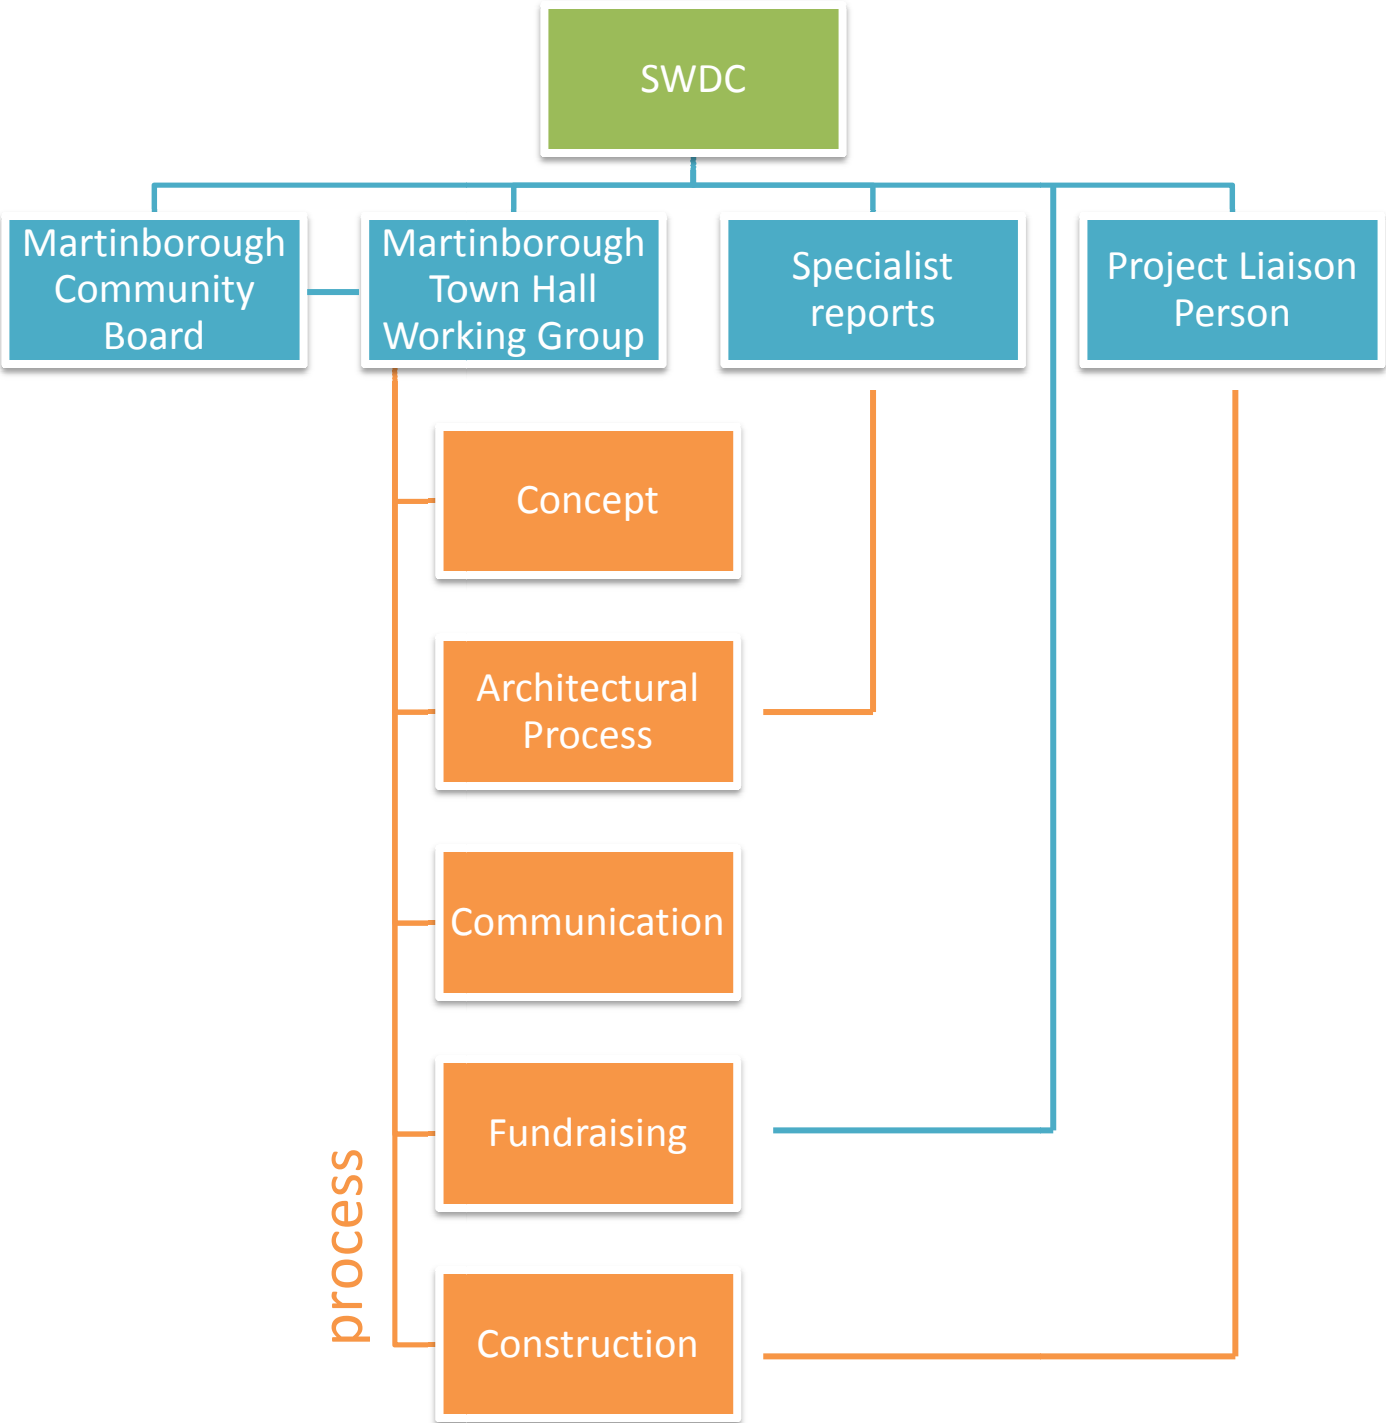 SWDC
Martinborough
Community
Board
Martinborough
Town Hall
Working Group
Specialist
reports
Project Liaison
Person
Concept
Architectural
Process
Communication
Fundraising
Construction
process